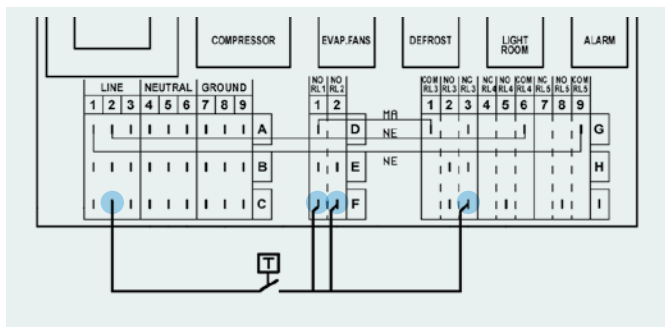 COMPRESSOR EVAP.FANS DEFROST LIGHT ROOM ALARM
LINE NEUTRAL GROUND
NO RL1 NO RL2
COM RL3 NO RL3 NC RL3 NC RL4 NO RL4 COM RL4 NC RL5 NO RL5 COM RL5
1 2 3 4 5 6 7 8 9 1 2 1 2 3 4 5 6 7 8 9
MA
A D NE G
B E NE H
C F I
T